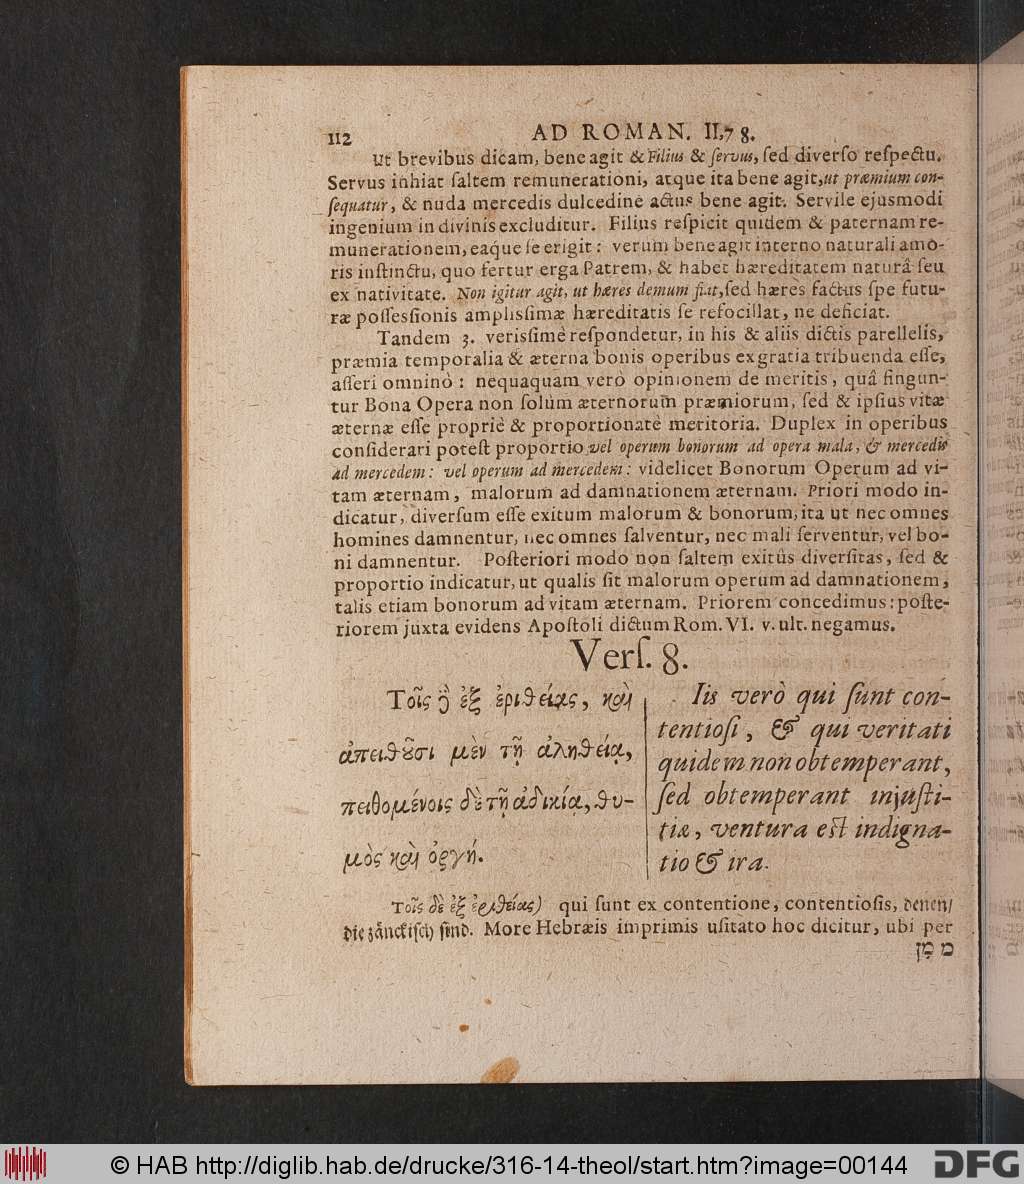 112 AD ROMAN. II, 7 8.
Ut brevibus dicam, bene agit & Filius & ſervus, ſed diverſo reſpectu.
Servus inhiat ſaltem remunerationi, atque ita bene agit, ut præmium con-
ſequatur, & nuda mercedis dulcedine actus bene agit. Servile ejusmodi
ingenium in divinis excluditur. Filius reſpicit quidem & paternam re-
munerationem, eaque ſe erigit: verum bene agit interno naturali amo-
ris inſtinctu, quo fertur erga Patrem, & habet hæreditatem naturâ ſeu
ex nativitate. Non igitur agit, ut hæres demum fiat, ſed hæres factus ſpe futu-
ræ poſſeſsionis ampliſsimæ hæreditatis ſe refocillat, ne deficiat.
Tandem 3. veriſsimè reſpondetur, in his & aliis dictis parellelis,
præmia temporalia & æterna bonis operibus ex gratia tribuenda eſſe,
aſſeri omninò: nequaquam verò opinionem de meritis, quâ fingun-
tur Bona Opera non ſolùm æternorum præmiorum, ſed & ipſius vitæ
æternæ eſſe propriè & proportionatè meritoria. Duplex in operibus
conſiderari poteſt proportio vel operum bonorum ad opera mala, & mercedis
ad mercedem: vel operum ad mercedem: videlicet Bonorum Operum ad vi-
tam æternam, malorum ad damnationem æternam. Priori modo in-
dicatur, diverſum eſſe exitum malorum & bonorum, ita ut nec omnes
homines damnentur, nec omnes ſalventur, nec mali ſerventur, vel bo-
ni damnentur. Poſteriori modo non ſaltem exitûs diverſitas, ſed &
proportio indicatur, ut qualis ſit malorum operum ad damnationem,
talis etiam bonorum ad vitam æternam. Priorem concedimus: poſte-
riorem juxta evidens Apoſtoli dictum Rom. VI. v. ult. negamus.
Verſ. 8.
Τοῖς δὲ ἐξ ἐριθείας, καὶ
ἀπειθοῦσι μὲν τῇ ἀληθείᾳ,
πειθομένοις δὲ τῇ ἀδικίᾳ, θυ-
μὸς καὶ ὀργή.
Iis verò qui ſunt con-
tentioſi, & qui veritati
quidem non obtemperant,
ſed obtemperant injuſti-
tiæ, ventura eſt indigna-
tio & ira.
Τοῖς δὲ ἐξ ἐριθείας) qui ſunt ex contentione, contentioſis, denen/
die zänckiſch ſind. More Hebræis imprimis uſitato hoc dicitur, ubi per
מ מן
© HAB http://diglib.hab.de/drucke/316-14-theol/start.htm?image=00144
DFG